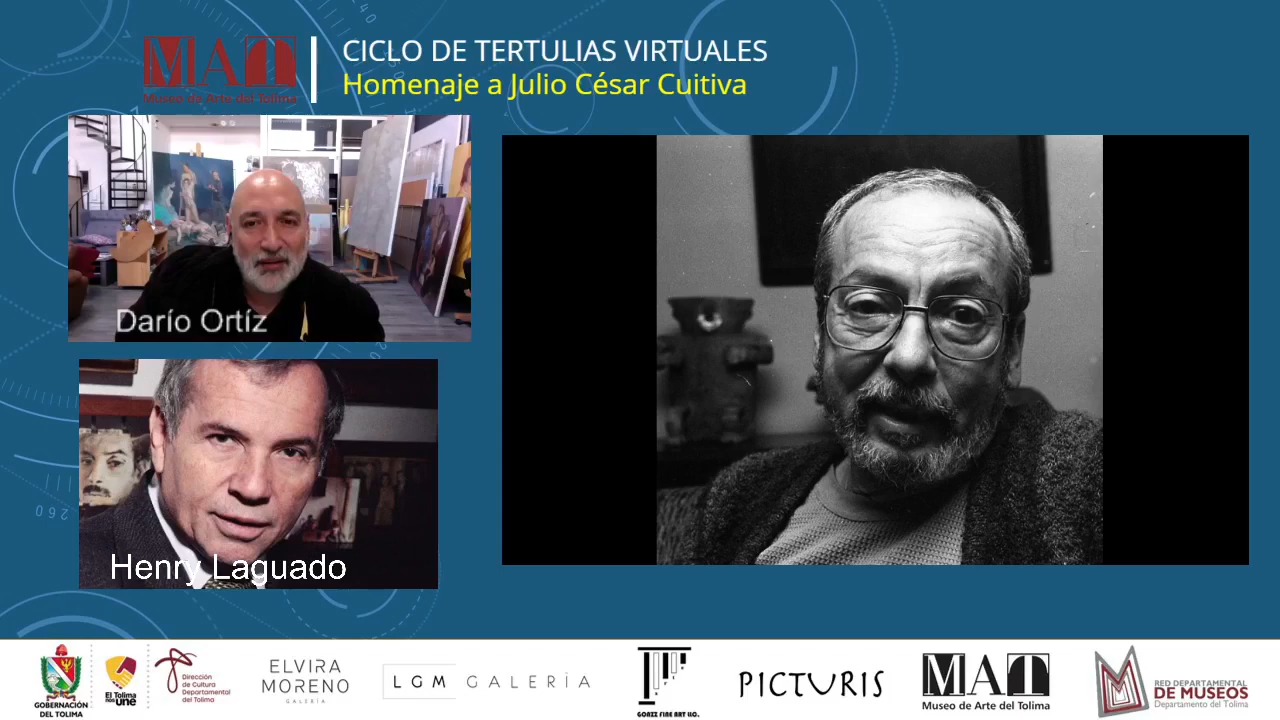 MAT
Museo de Arte del Tolima
CICLO DE TERTULIAS VIRTUALES
Homenaje a Julio César Cuitiva
Darío Ortíz
Henry Laguado
260
GOBERNACIÓN
DEL TOLIMA
El Tolima
nos UNE
Dirección
de Cultura
Departamental
del Tolima
ELVIRA
MORENO
GALERÍA
LGM GALERÍA
GOAZZ FINE ART LLC.
PICTURIS
MAT
Museo de Arte del Tolima
RED DEPARTAMENTAL
DE MUSEOS
Departamento del Tolima